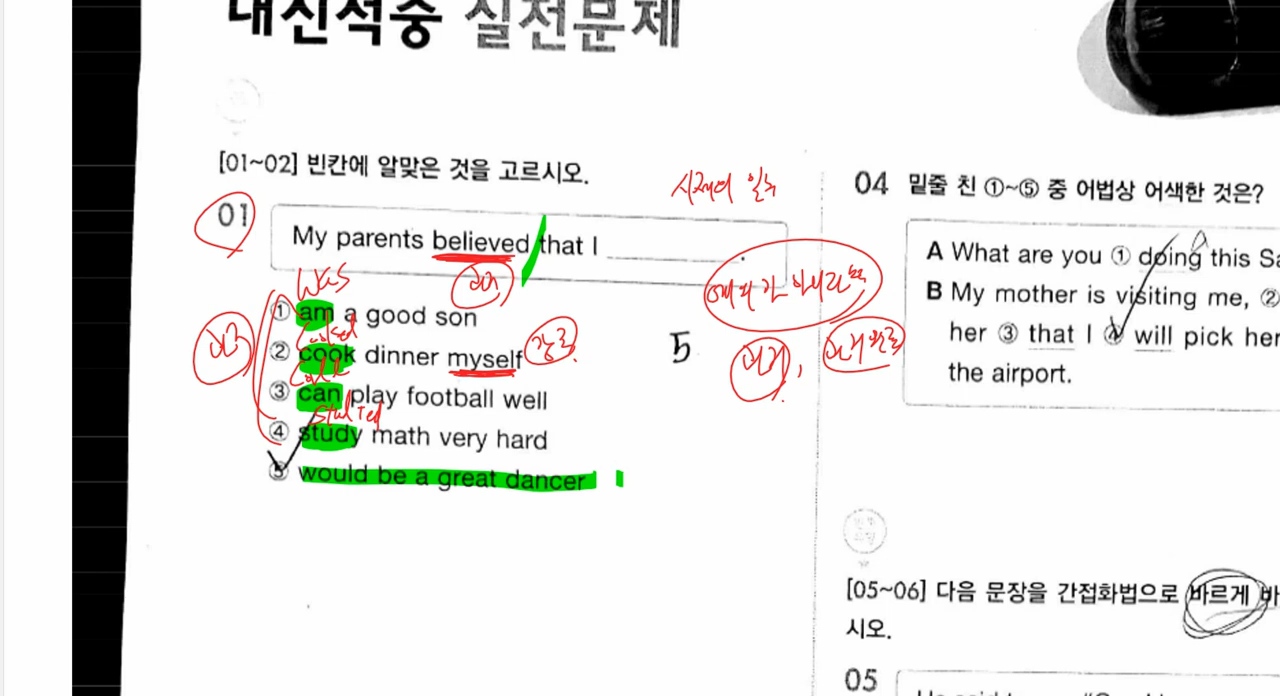 내신적중 실전문제
[01~02] 빈칸에 알맞은 것을 고르시오.
시제의 일치
01
My parents believed that I ________.
과거
was
① am a good son
cooked
② cook dinner myself
강조
5
could
③ can play football well
studied
④ study math very hard
⑤ would be a great dancer
04 밑줄 친 ①~⑤ 중 어법상 어색한 것은?
A What are you ① doing this Sa
B My mother is visiting me, ②
her ③ that I ④ will pick her
the airport.
[05~06] 다음 문장을 간접화법으로 바르게 바
시오.
05